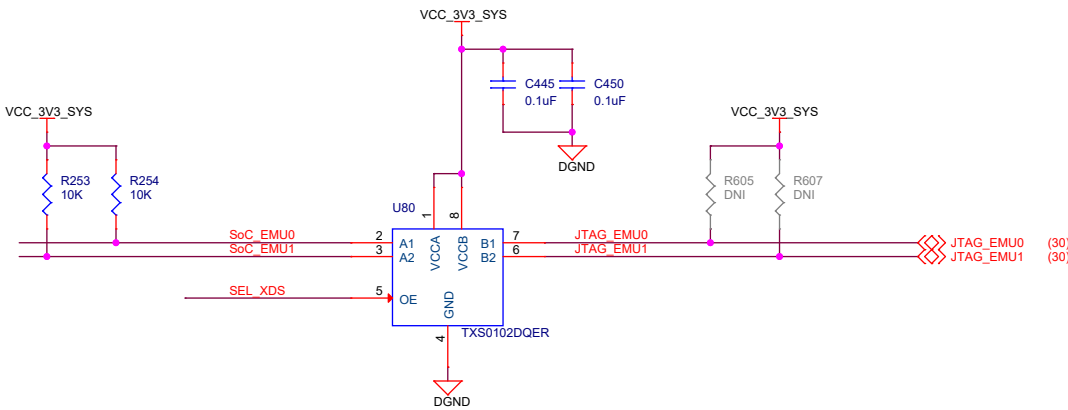 VCC_3V3_SYS
C445
0.1uF
C450
0.1uF
DGND
VCC_3V3_SYS
R253
10K
R254
10K
VCC_3V3_SYS
R605
DNI
R607
DNI
U80
1
8
VCCA
VCCB
SoC_EMU0
2
A1
B1
7
JTAG_EMU0
JTAG_EMU0 (30)
SoC_EMU1
3
A2
B2
6
JTAG_EMU1
JTAG_EMU1 (30)
SEL_XDS
5
OE
GND
4
TXS0102DQER
DGND